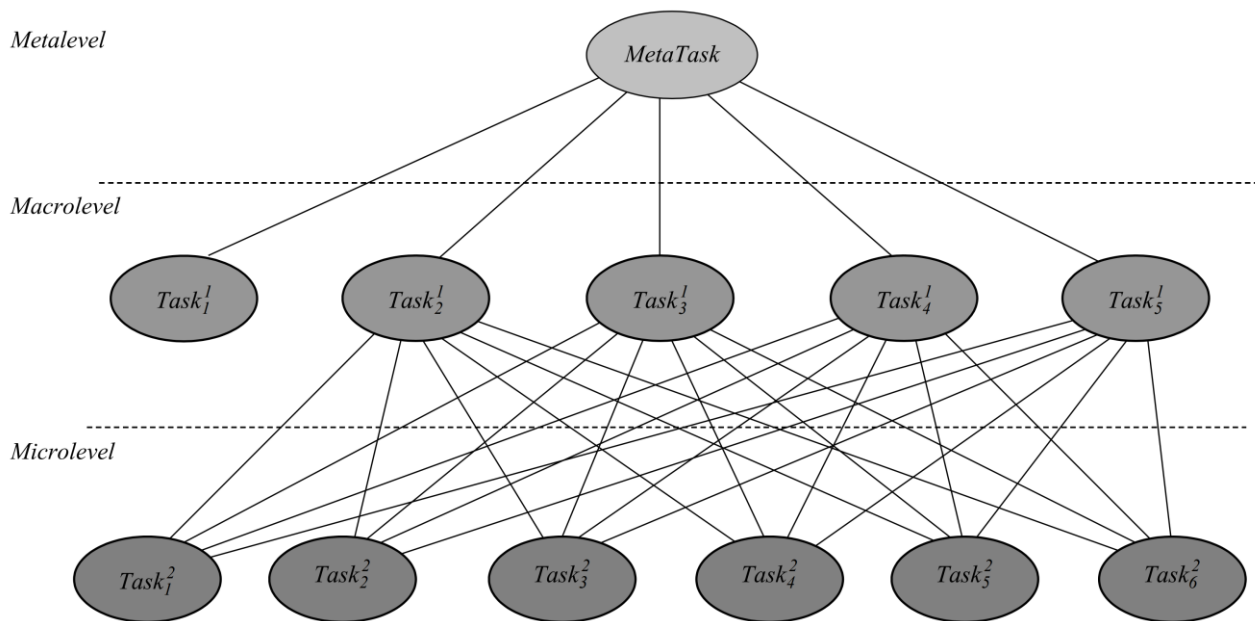 Metalevel
MetaTask
Macrolevel
Task₁¹
Task₂¹
Task₃¹
Task₄¹
Task₅¹
Microlevel
Task₁²
Task₂²
Task₃²
Task₄²
Task₅²
Task₆²